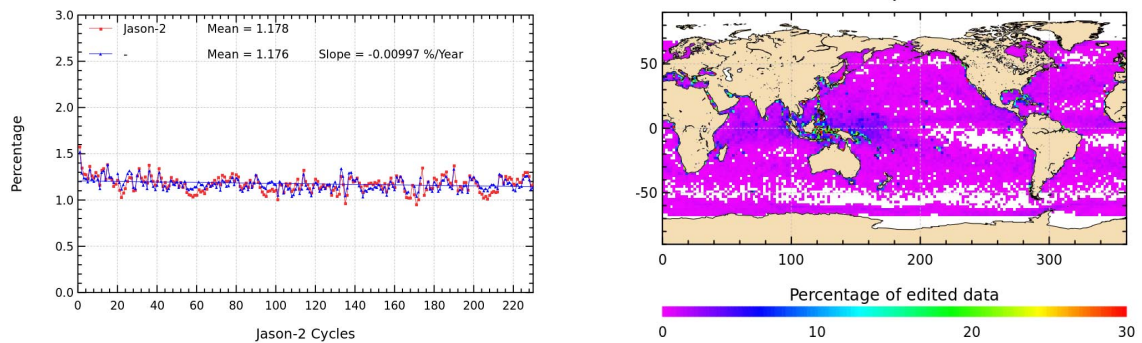 3.0
Jason-2 Mean = 1.178
- Mean = 1.176 Slope = -0.00997 %/Year
2.5
2.0
1.5
1.0
0.5
0.0
Percentage
0 20 40 60 80 100 120 140 160 180 200 220
Jason-2 Cycles
50
0
-50
0 100 200 300
Percentage of edited data
0 10 20 30